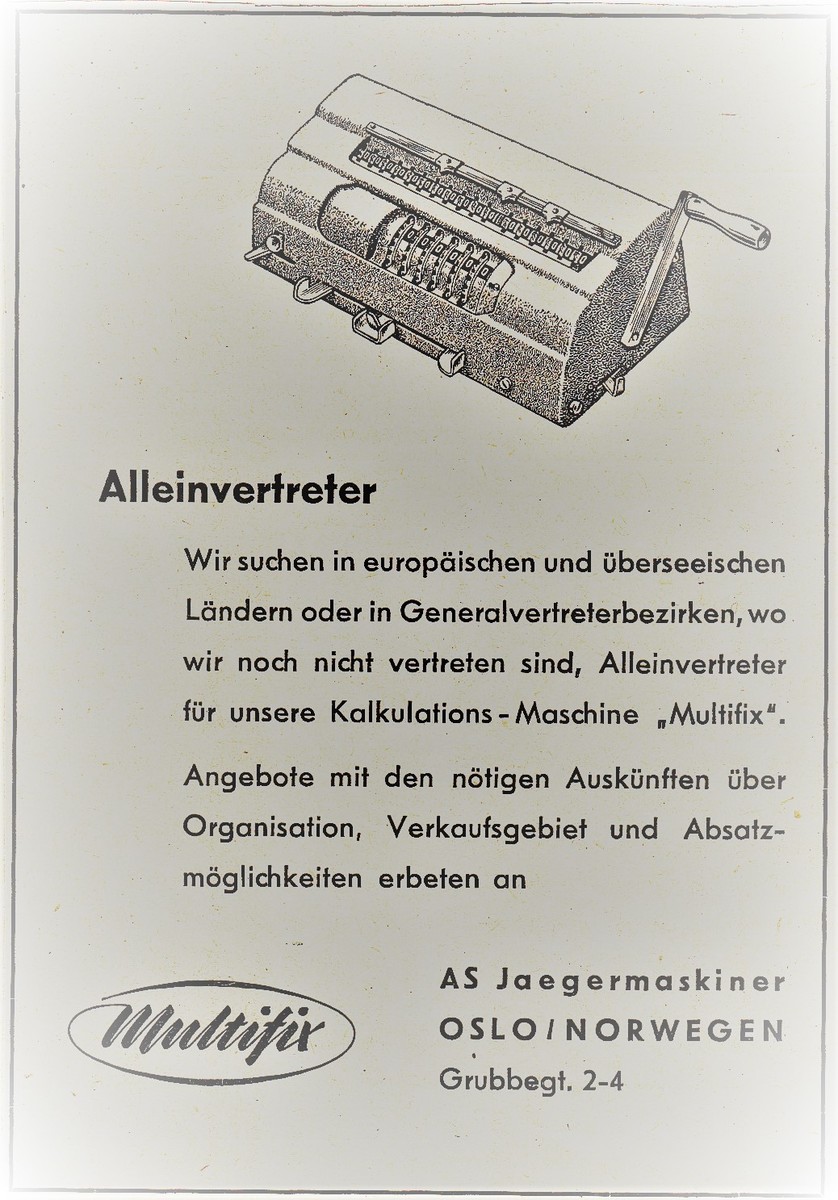 Alleinvertreter
Wir suchen in europäischen und überseeischen
Ländern oder in Generalvertreterbezirken, wo
wir noch nicht vertreten sind, Alleinvertreter
für unsere Kalkulations-Maschine „Multifix“.
Angebote mit den nötigen Auskünften über
Organisation, Verkaufsgebiet und Absatz-
möglichkeiten erbeten an
Multifix
AS Jaegermaskiner
OSLO/NORWEGEN
Grubbegt. 2-4